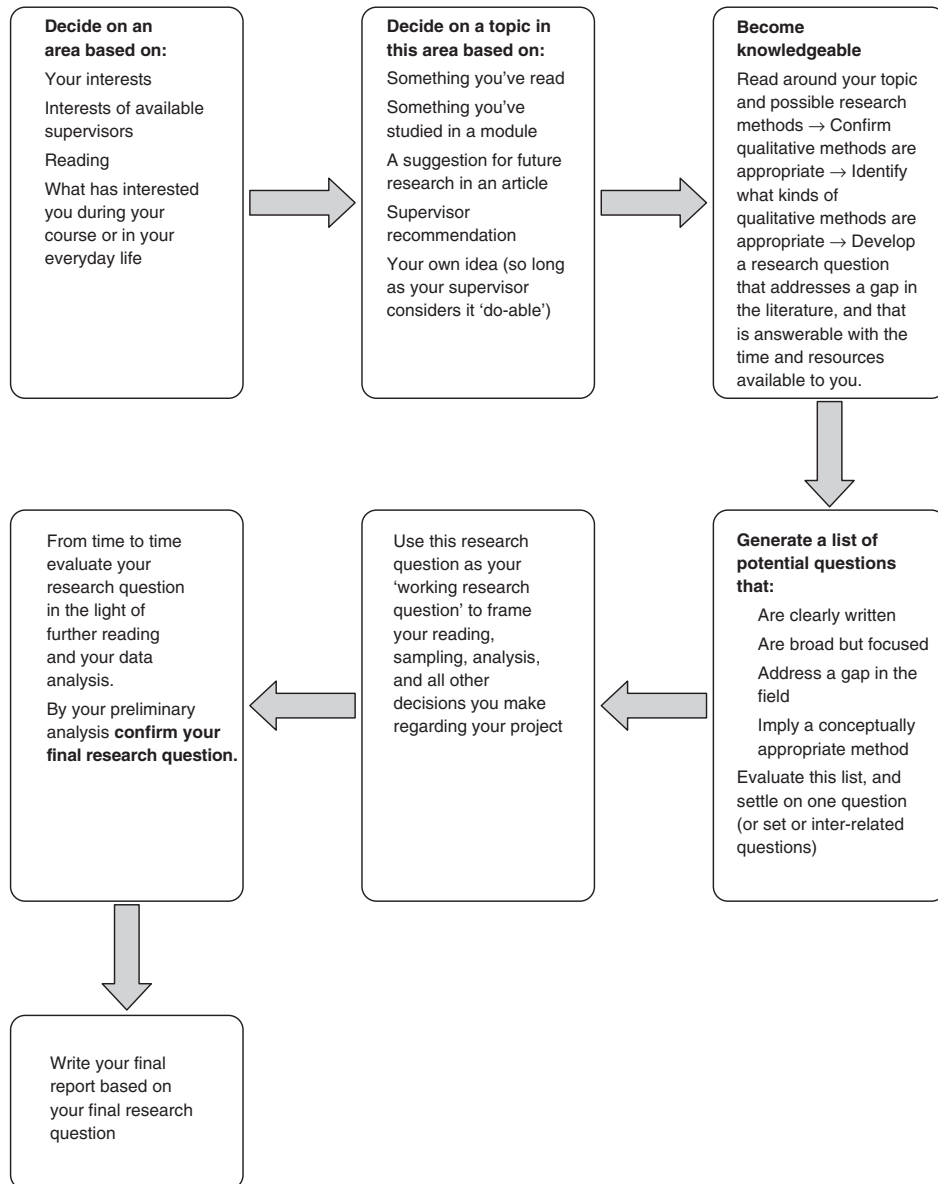 Decide on an
area based on:
Your interests
Interests of available
supervisors
Reading
What has interested
you during your
course or in your
everyday life
Decide on a topic in
this area based on:
Something you've read
Something you've
studied in a module
A suggestion for future
research in an article
Supervisor
recommendation
Your own idea (so long
as your supervisor
considers it ‘do-able’)
Become
knowledgeable
Read around your topic
and possible research
methods → Confirm
qualitative methods are
appropriate → Identify
what kinds of
qualitative methods are
appropriate → Develop
a research question
that addresses a gap in
the literature, and that
is answerable with the
time and resources
available to you.
Generate a list of
potential questions
that:
Are clearly written
Are broad but focused
Address a gap in the
field
Imply a conceptually
appropriate method
Evaluate this list, and
settle on one question
(or set or inter-related
questions)
Use this research
question as your
‘working research
question’ to frame
your reading,
sampling, analysis,
and all other
decisions you make
regarding your project
From time to time
evaluate your
research question
in the light of
further reading
and your data
analysis.
By your preliminary
analysis confirm your
final research question.
Write your final
report based on
your final research
question